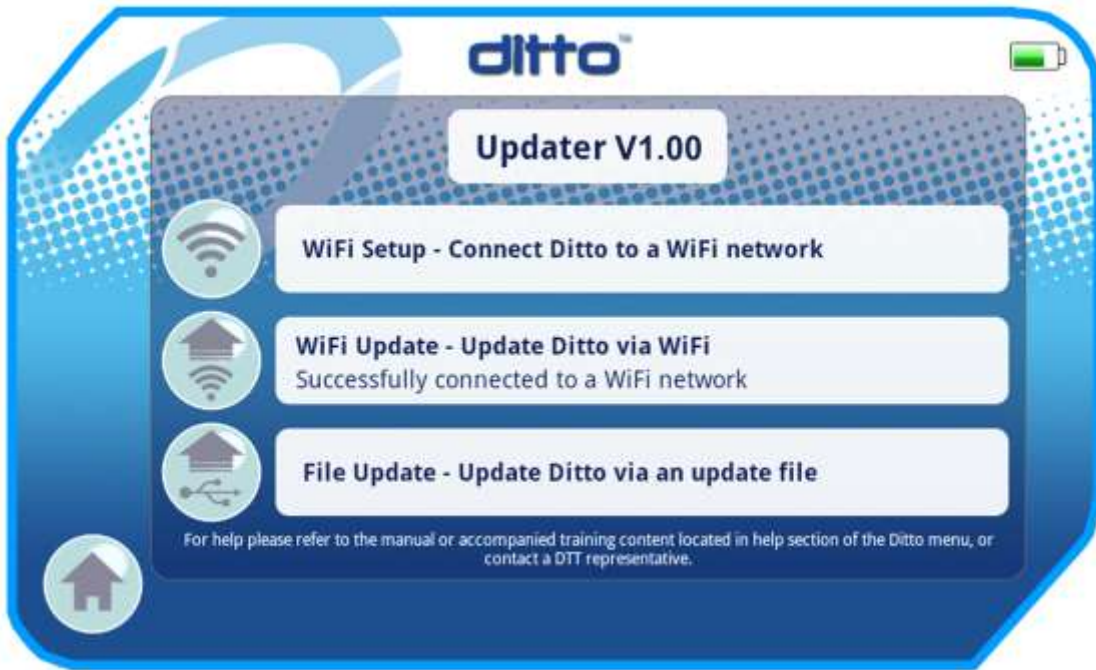 ditto™
Updater V1.00
WiFi Setup - Connect Ditto to a WiFi network
WiFi Update - Update Ditto via WiFi
Successfully connected to a WiFi network
File Update - Update Ditto via an update file
For help please refer to the manual or accompanied training content located in help section of the Ditto menu, or
contact a DTT representative.